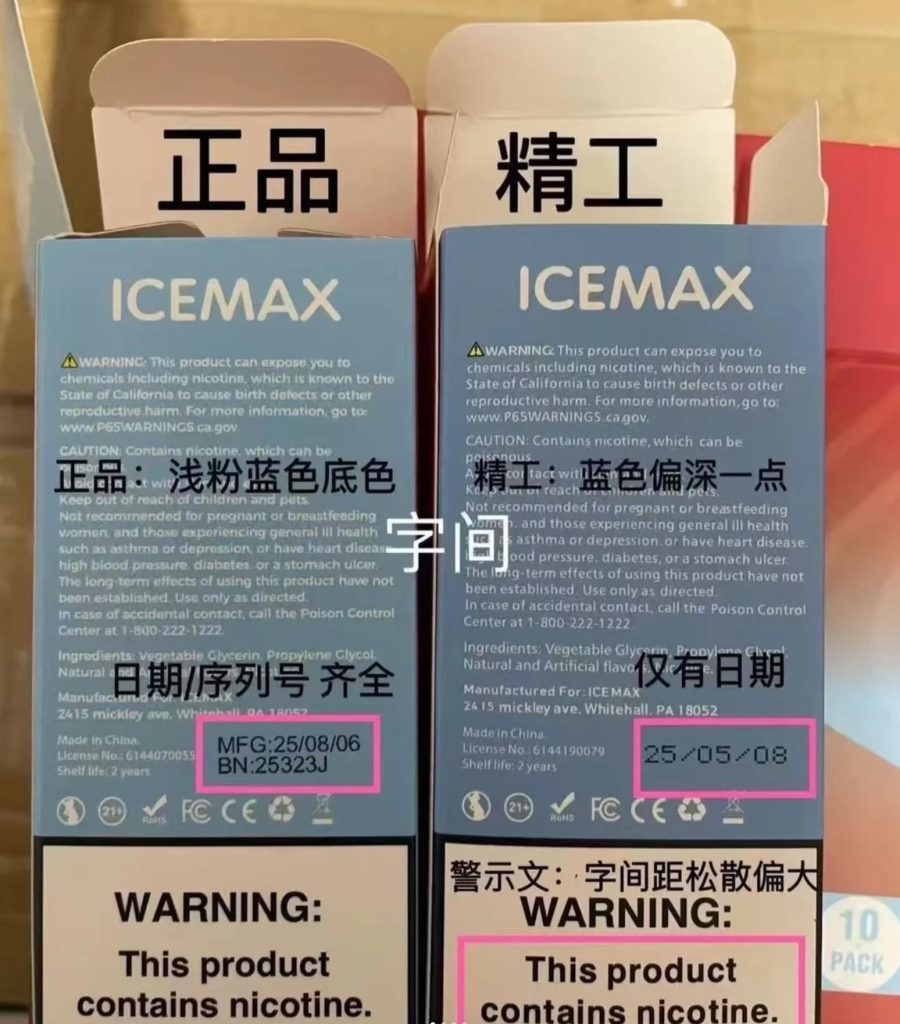 正品
精工
ICEMAX
WARNING: This product can expose you to
chemicals including nicotine, which is known to the
State of California to cause birth defects or other
reproductive harm. For more information, go to:
www.P65WARNINGS.ca.gov
CAUTION: Contains nicotine, which can be
正品：浅粉蓝色底色
Keep out of reach of children and pets.
Not recommended for pregnant or breastfeeding
women, and those experiencing general ill health
such as asthma or depression, or have heart
high blood pressure, diabetes, or a stomach ulcer.
The long-term effects of using this product have not
been established. Use only as directed.
In case of accidental contact, call the Poison Control
Center at 1-800-222-1222.
Ingredients: Vegetable Glycerin, Propylene Glycol,
Natural and
日期/序列号 齐全
2415 mickley ave, Whitehall, PA 18052
MFG:25/08/06
BN:25323J
Made in China.
License No.: 6144070055
Shelf life: 2 years
21+
RoHS
FC CE
WARNING:
This product
contains nicotine.
字间
ICEMAX
WARNING: This product can expose you to
chemicals including nicotine, which is known to the
State of California to cause birth defects or other
reproductive harm. For more information, go to:
www.P65WARNINGS.ca.gov.
CAUTION: Contains nicotine, which can be
poisonous.
精工：蓝色偏深一点
Keep out of reach of children and pets.
Not recommended for pregnant or breastfeeding
women, and those experiencing general ill health
such as asthma or depression, or have heart disease,
blood pressure, diabetes, or a stomach ulcer.
The long-term effects of using this product have not
been established. Use only as directed.
In case of accidental contact, call the Poison Control
Center at 1-800-222-1222.
Ingredients: Vegetable Glycerin, Propylene Glycol,
Natural and Artificial
仅有日期
Manufactured For: ICEMAX
2415 mickley ave, Whitehall, PA 18052
25/05/08
Made in China.
License No.: 6144190079
Shelf life: 2 years
21+
RoHS
FC CE
警示文：字间距松散偏大
WARNING:
This product
contains nicotine.
10
PACK